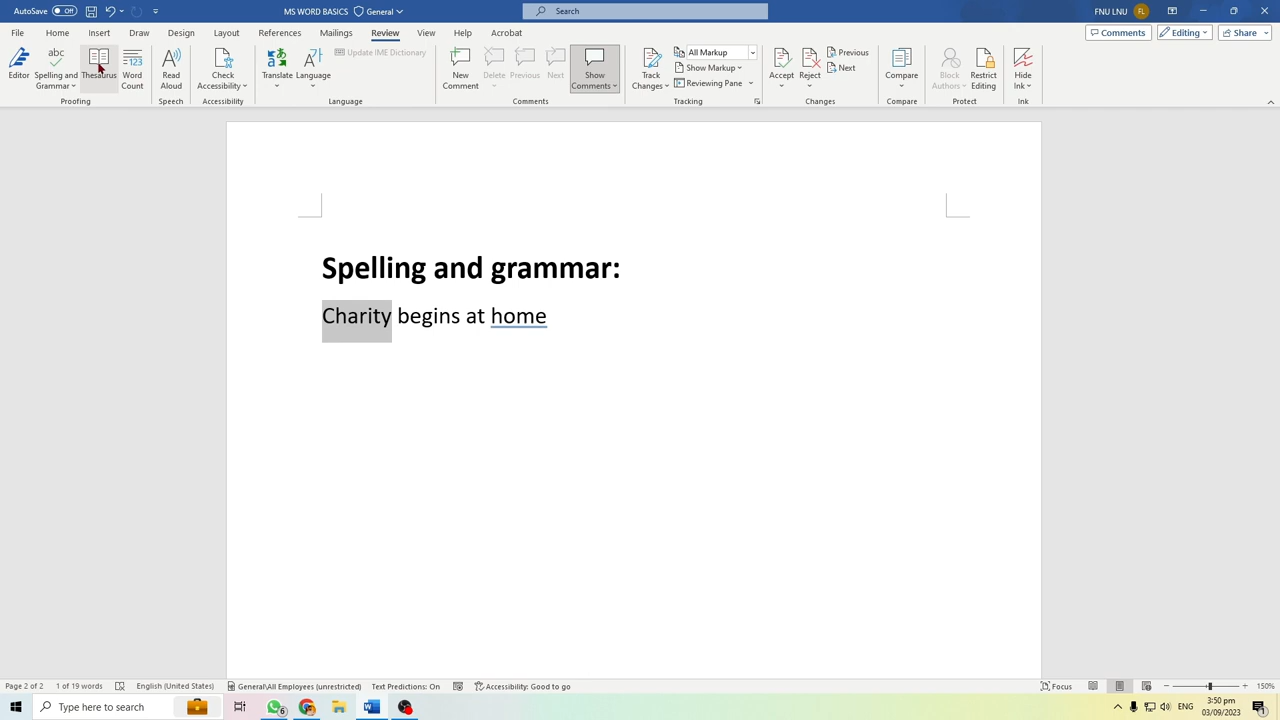 AutoSave Off MS WORD BASICS General Search FNU LNU FL
File Home Insert Draw Design Layout References Mailings Review View Help Acrobat Comments Editing Share
Editor Spelling and Grammar Thesaurus Word Count Read Aloud Check Accessibility Translate Language Update IME Dictionary New Comment Delete Previous Next Show Comments Track Changes All Markup Show Markup Reviewing Pane Accept Reject Previous Next Compare Block Authors Restrict Editing Hide Ink
Proofing Speech Accessibility Language Comments Tracking Changes Compare Protect Ink
Spelling and grammar:
Charity begins at home
Page 2 of 2 1 of 19 words English (United States) General\All Employees (unrestricted) Text Predictions: On Accessibility: Good to go Focus 150%
Type here to search 6 ENG 3:50 pm 03/09/2023 1